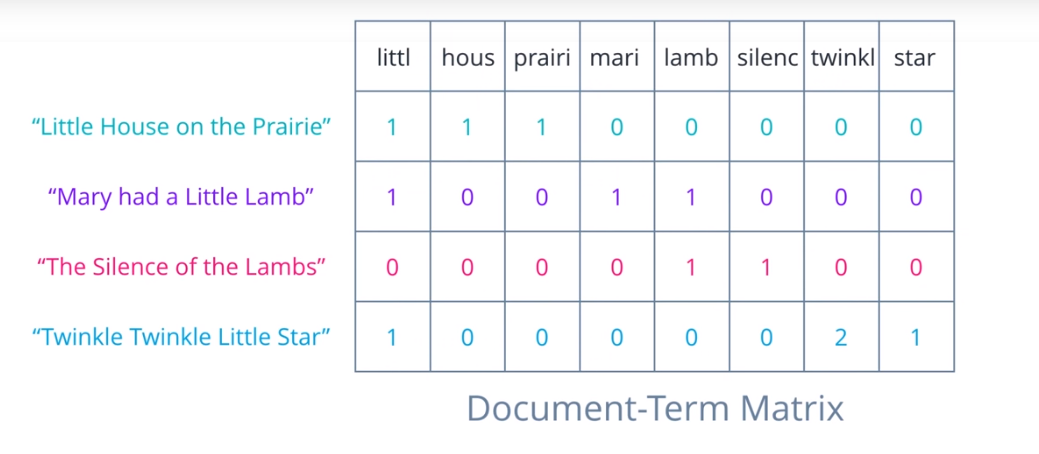 littl hous prairi mari lamb silenc twinkl star
“Little House on the Prairie” 1 1 1 0 0 0 0 0
“Mary had a Little Lamb” 1 0 0 1 1 0 0 0
“The Silence of the Lambs” 0 0 0 0 1 1 0 0
“Twinkle Twinkle Little Star” 1 0 0 0 0 0 2 1
Document-Term Matrix